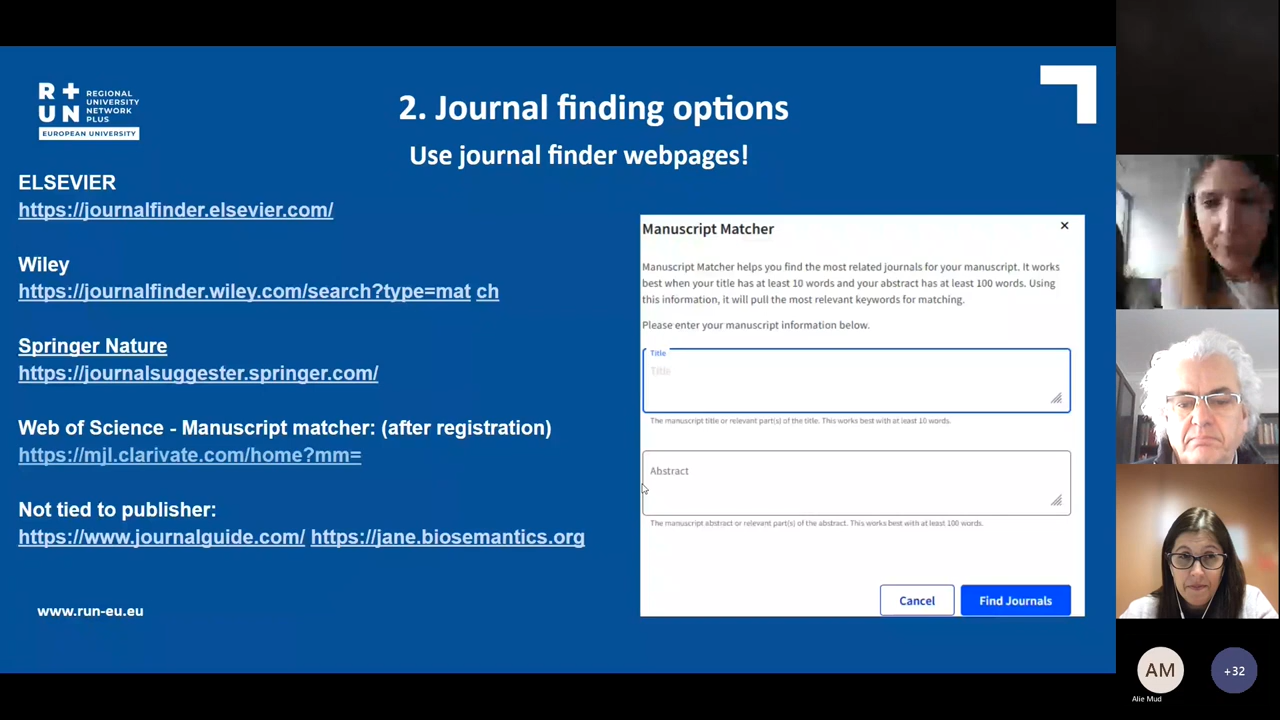 R+
UN
REGIONAL
UNIVERSITY
NETWORK
PLUS
EUROPEAN UNIVERSITY
2. Journal finding options
Use journal finder webpages!
ELSEVIER
https://journalfinder.elsevier.com/
Wiley
https://journalfinder.wiley.com/search?type=mat ch
Springer Nature
https://journalsuggester.springer.com/
Web of Science - Manuscript matcher: (after registration)
https://mjl.clarivate.com/home?mm=
Not tied to publisher:
https://www.journalguide.com/ https://jane.biosemantics.org
www.run-eu.eu
Manuscript Matcher
Manuscript Matcher helps you find the most related journals for your manuscript. It works
best when your title has at least 10 words and your abstract has at least 100 words. Using
this information, it will pull the most relevant keywords for matching.
Please enter your manuscript information below.
Title
Title
The manuscript title or relevant part(s) of the title. This works best with at least 10 words.
Abstract
The manuscript abstract or relevant part(s) of the abstract. This works best with at least 100 words.
Cancel
Find Journals
AM
Alie Mud
+32